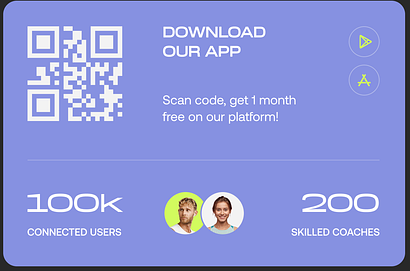 DOWNLOAD
OUR APP
Scan code, get 1 month
free on our platform!
100k
200
CONNECTED USERS
SKILLED COACHES